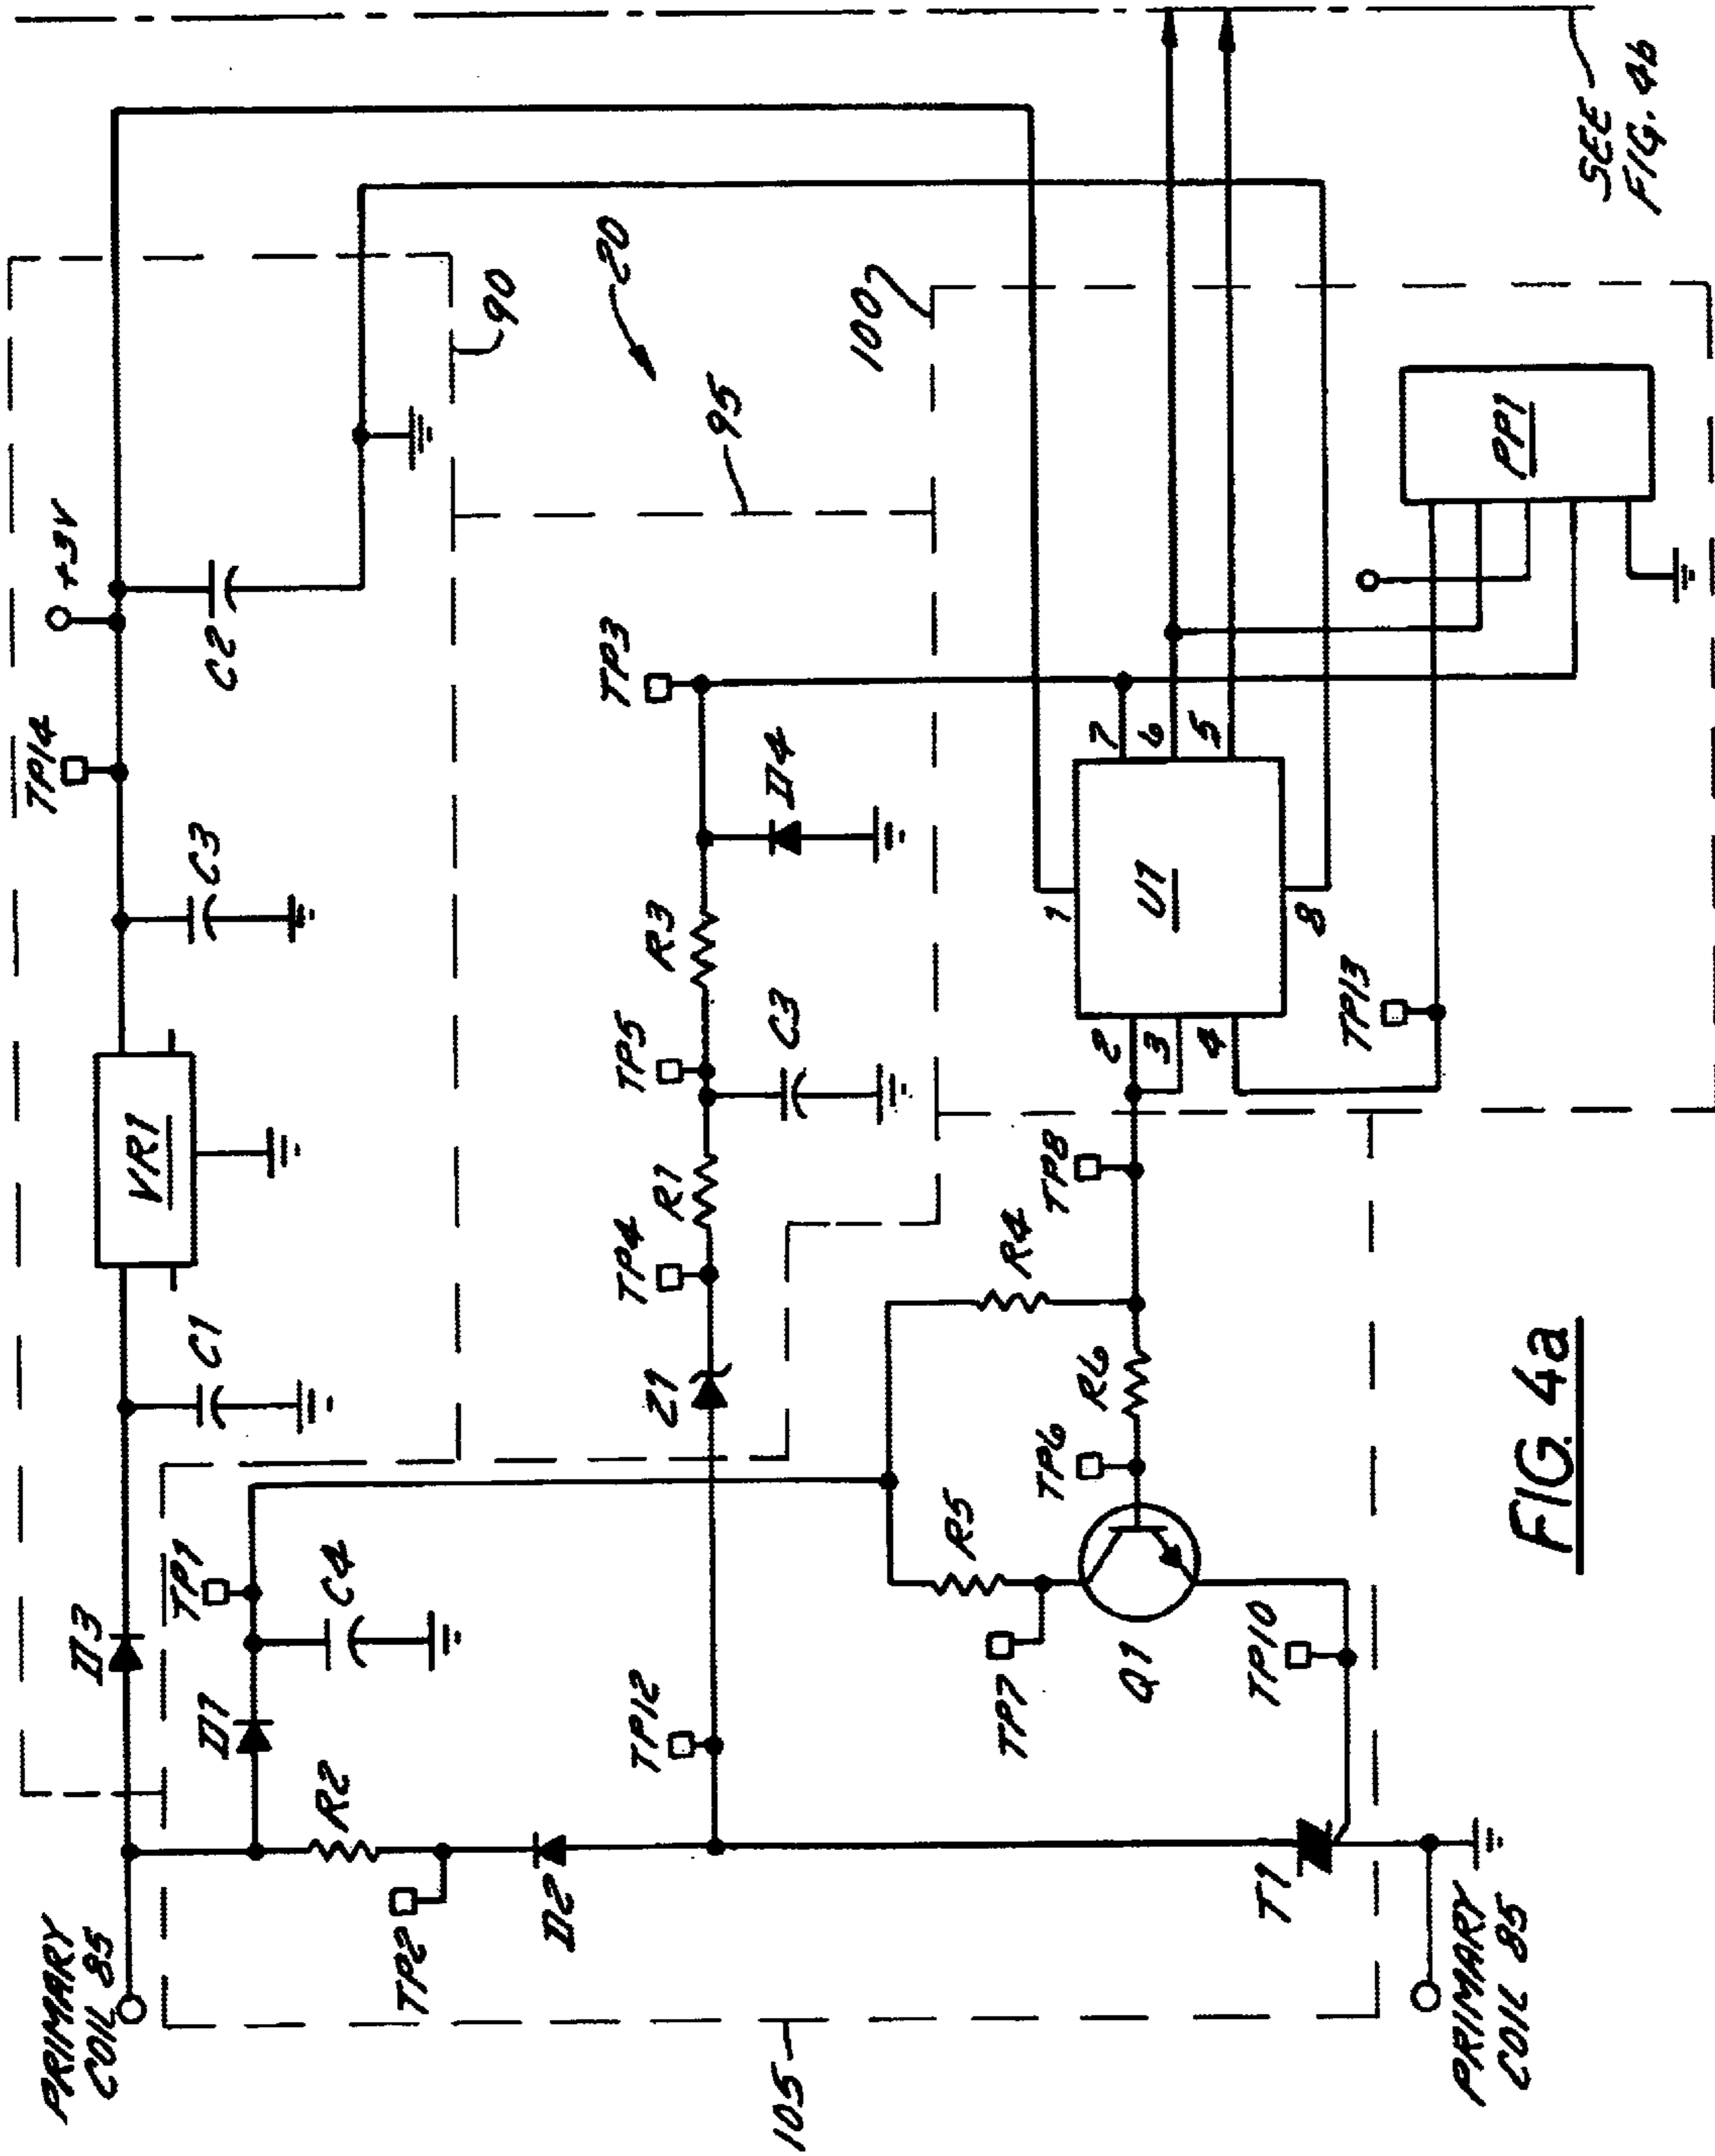 PRIMARY
COIL 85
D3
C1
VR1
C3
TP14
+3V
C2
90
D1
TP1
C4
R2
TP2
D2
TP12
Z1
TP4
R1
TP5
C3
R3
D4
TP3
95
20
100
105
R5
TP7
Q1
TP6
R6
R4
TP8
TP10
T1
PRIMARY
COIL 85
1
2
3
4
U1
7
6
5
8
TP13
PP1
SEE
FIG. 4b
FIG. 4a